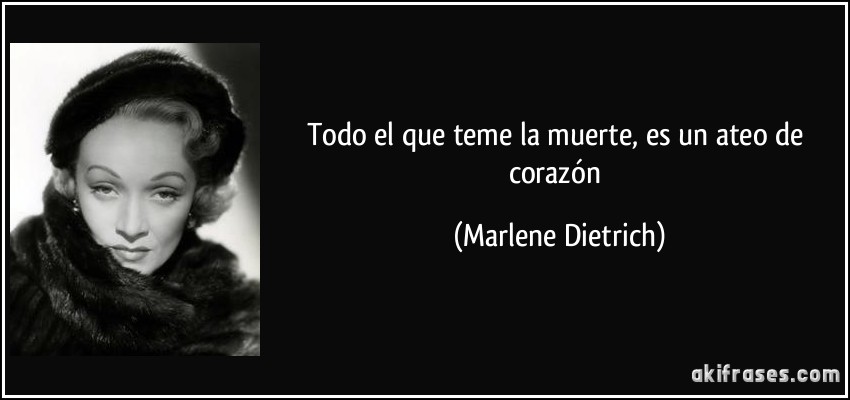 Todo el que teme la muerte, es un ateo de
corazón
(Marlene Dietrich)
akifrases.com